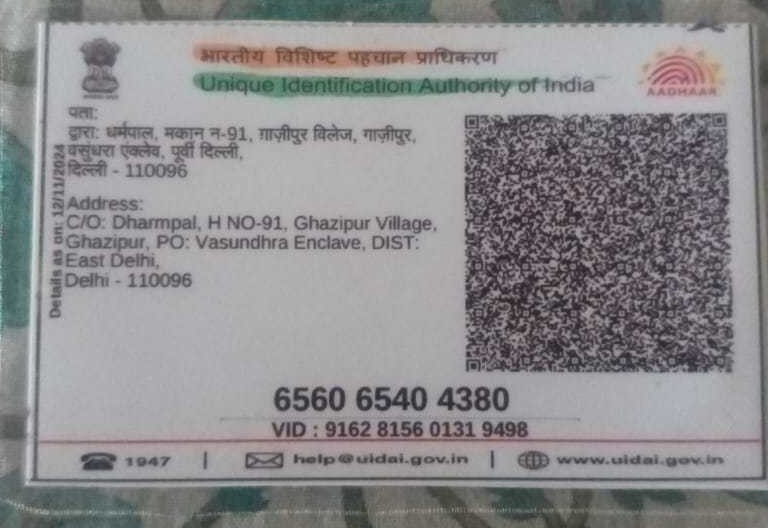 भारतीय विशिष्ट पहचान प्राधिकरण
Unique Identification Authority of India
AADHAAR
पता:
द्वारा: धर्मपाल, मकान न-91, ग़ाज़ीपुर विलेज, गाज़ीपुर,
वसुंधरा एंक्लेव, पूर्वी दिल्ली,
दिल्ली - 110096
Address:
C/O: Dharmpal, H NO-91, Ghazipur Village,
Ghazipur, PO: Vasundhra Enclave, DIST:
East Delhi,
Delhi - 110096
Details as on: 12/11/2024
6560 6540 4380
VID : 9162 8156 0131 9498
1947 | help@uidai.gov.in | www.uidai.gov.in